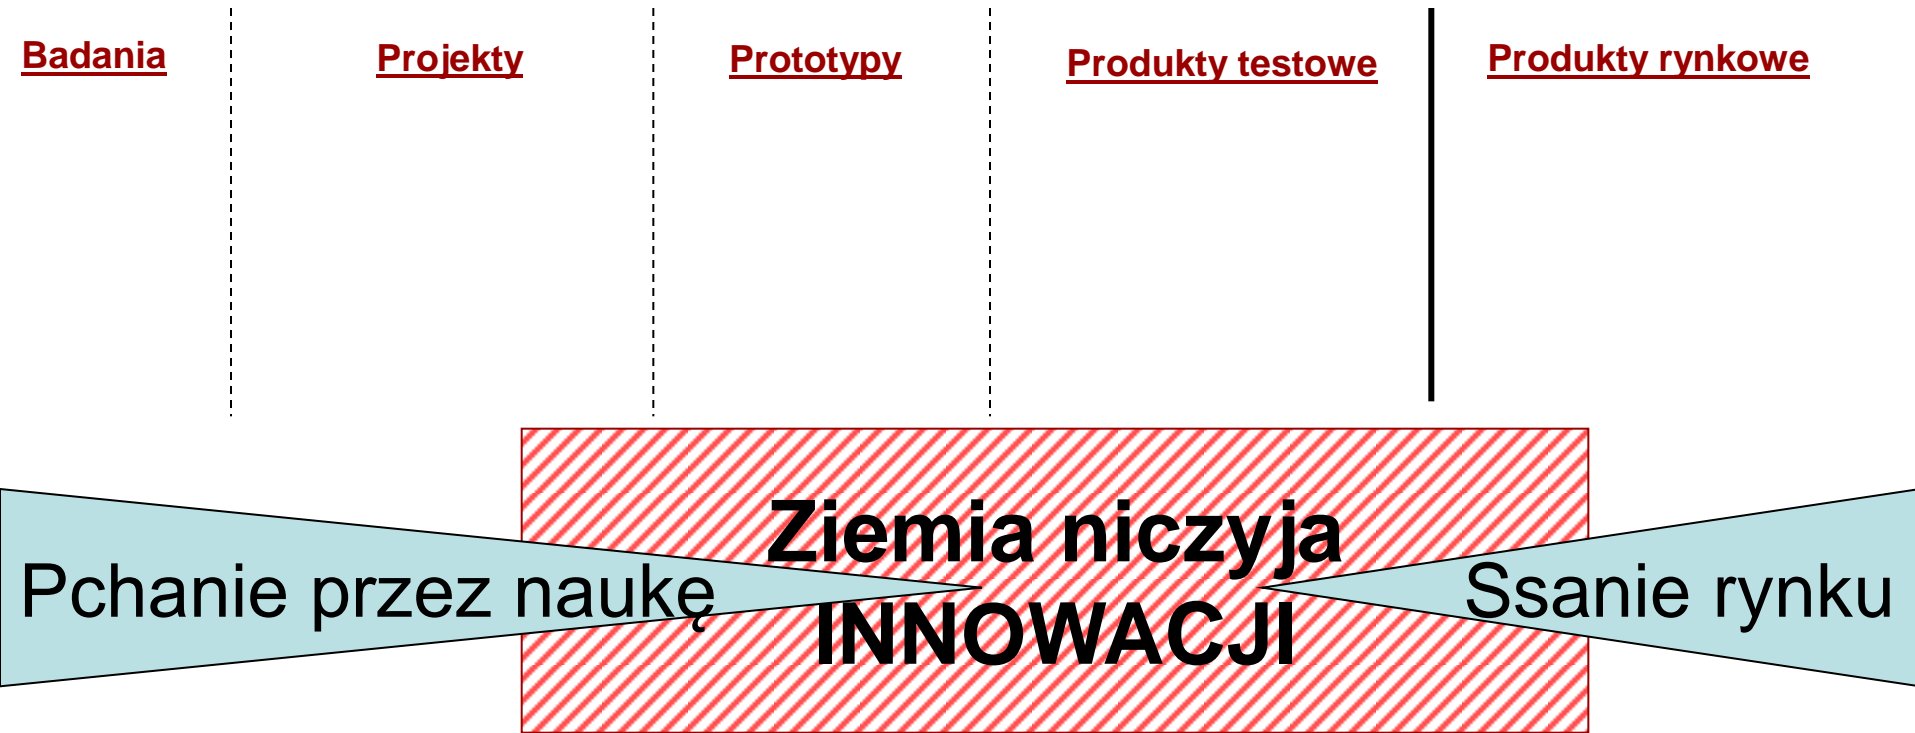 Badania
Projekty
Prototypy
Produkty testowe
Produkty rynkowe
Ziemia niczyja
INNOWACJI
Pchanie przez naukę
Ssanie rynku